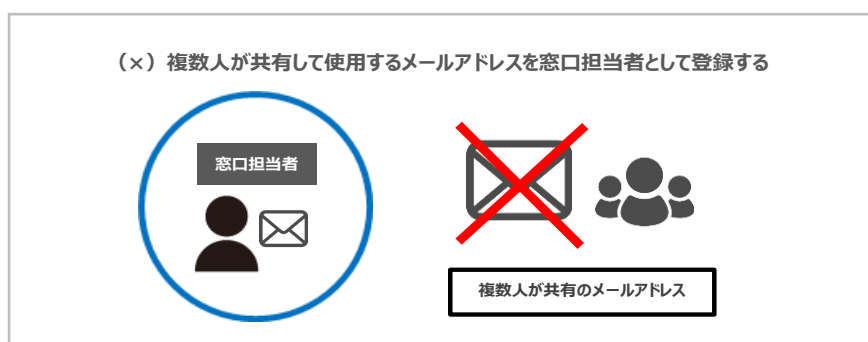 （×）複数人が共有して使用するメールアドレスを窓口担当者として登録する
窓口担当者
複数人が共有のメールアドレス